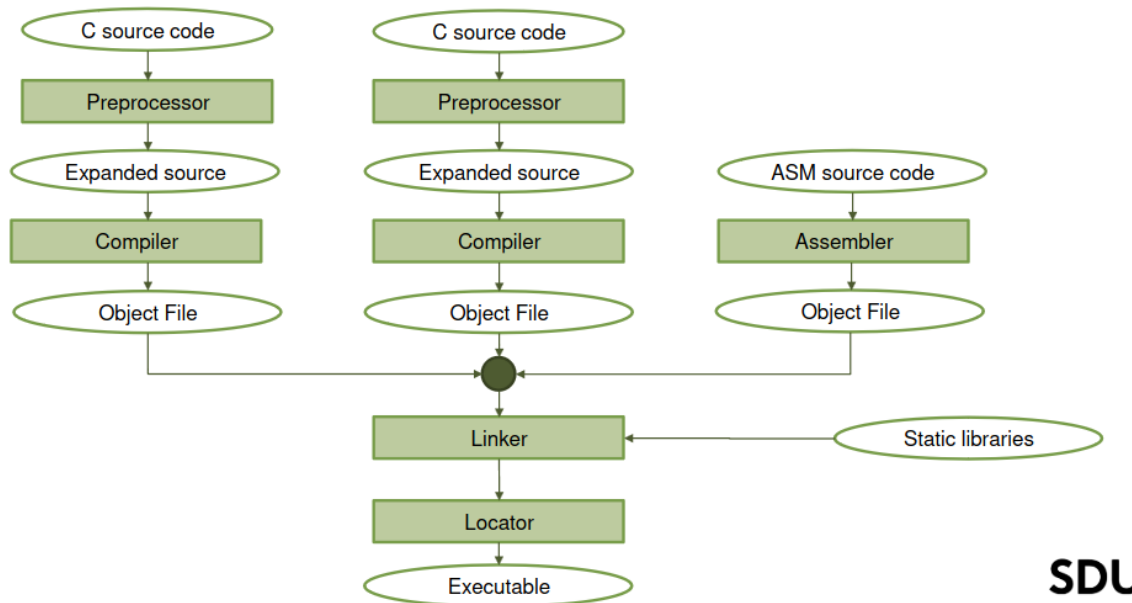 C source code
C source code
Preprocessor
Preprocessor
Expanded source
Expanded source
ASM source code
Compiler
Compiler
Assembler
Object File
Object File
Object File
Linker
Static libraries
Locator
Executable
SDU